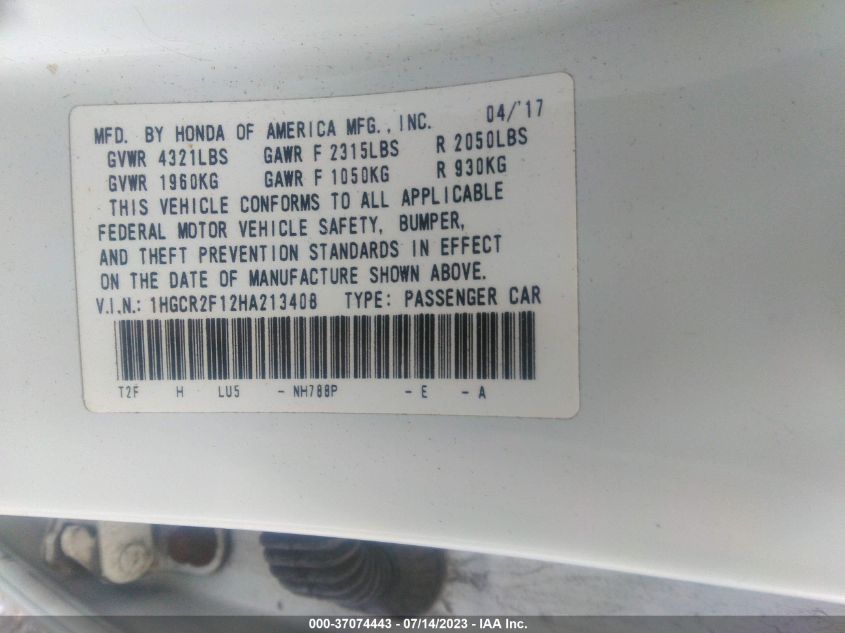 MFD. BY HONDA OF AMERICA MFG., INC. 04/'17
GVWR 4321LBS GAWR F 2315LBS R 2050LBS
GVWR 1960KG GAWR F 1050KG R 930KG
THIS VEHICLE CONFORMS TO ALL APPLICABLE
FEDERAL MOTOR VEHICLE SAFETY, BUMPER,
AND THEFT PREVENTION STANDARDS IN EFFECT
ON THE DATE OF MANUFACTURE SHOWN ABOVE.
V.I.N.: 1HGCR2F12HA213408 TYPE: PASSENGER CAR
T2F H LU5 - NH788P - E - A
000-37074443 / 07/14/2023 - IAA Inc.